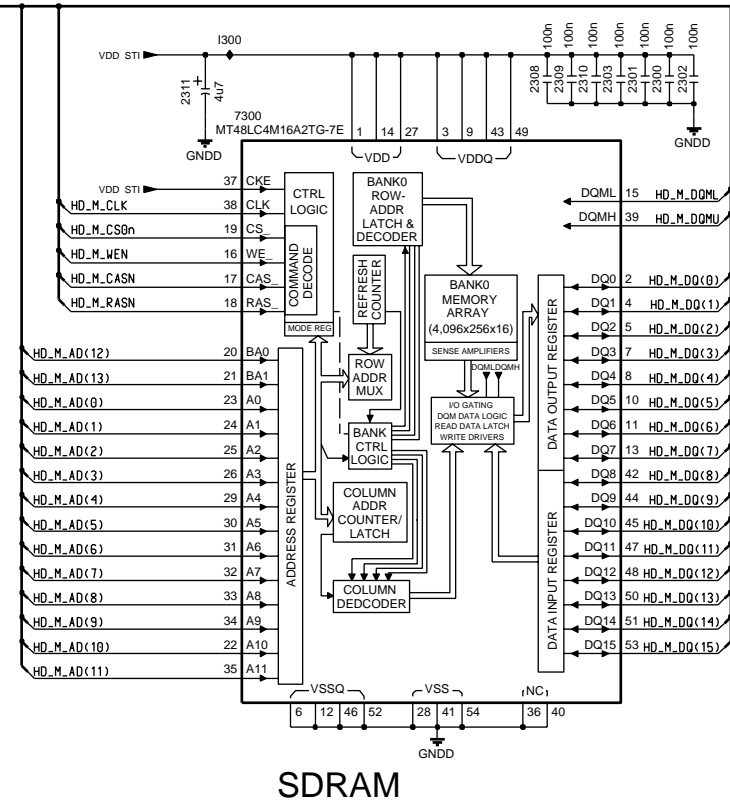 VDD STI
I300
2311
4u7
GNDD
100n
100n
100n
100n
100n
100n
100n
2308
2309
2310
2303
2301
2300
2302
GNDD
7300
MT48LC4M16A2TG-7E
1 14 27
3 9 43 49
VDD
VDDQ
VDD STI
37 CKE
HD_M_CLK 38 CLK
HD_M_CS0n 19 CS_
HD_M_WEN 16 WE_
HD_M_CASN 17 CAS_
HD_M_RASN 18 RAS_
CTRL
LOGIC
COMMAND
DECODE
MODE REG
BANK0
ROW-
ADDR
LATCH &
DECODER
REFRESH
COUNTER
ROW
ADDR
MUX
BANK
CTRL
LOGIC
COLUMN
ADDR
COUNTER/
LATCH
COLUMN
DEDCODER
BANK0
MEMORY
ARRAY
(4,096x256x16)
SENSE AMPLIFIERS
DQMLDQMH
I/O GATING
DQM DATA LOGIC
READ DATA LATCH
WRITE DRIVERS
ADDRESS REGISTER
DATA OUTPUT REGISTER
DATA INPUT REGISTER
HD_M_AD(12) 20 BA0
HD_M_AD(13) 21 BA1
HD_M_AD(0) 23 A0
HD_M_AD(1) 24 A1
HD_M_AD(2) 25 A2
HD_M_AD(3) 26 A3
HD_M_AD(4) 29 A4
HD_M_AD(5) 30 A5
HD_M_AD(6) 31 A6
HD_M_AD(7) 32 A7
HD_M_AD(8) 33 A8
HD_M_AD(9) 34 A9
HD_M_AD(10) 22 A10
HD_M_AD(11) 35 A11
DQML 15 HD_M_DQML
DQMH 39 HD_M_DQMU
DQ0 2 HD_M_DQ(0)
DQ1 4 HD_M_DQ(1)
DQ2 5 HD_M_DQ(2)
DQ3 7 HD_M_DQ(3)
DQ4 8 HD_M_DQ(4)
DQ5 10 HD_M_DQ(5)
DQ6 11 HD_M_DQ(6)
DQ7 13 HD_M_DQ(7)
DQ8 42 HD_M_DQ(8)
DQ9 44 HD_M_DQ(9)
DQ10 45 HD_M_DQ(10)
DQ11 47 HD_M_DQ(11)
DQ12 48 HD_M_DQ(12)
DQ13 50 HD_M_DQ(13)
DQ14 51 HD_M_DQ(14)
DQ15 53 HD_M_DQ(15)
VSSQ
VSS
NC
6 12 46 52
28 41 54
36 40
GNDD
SDRAM